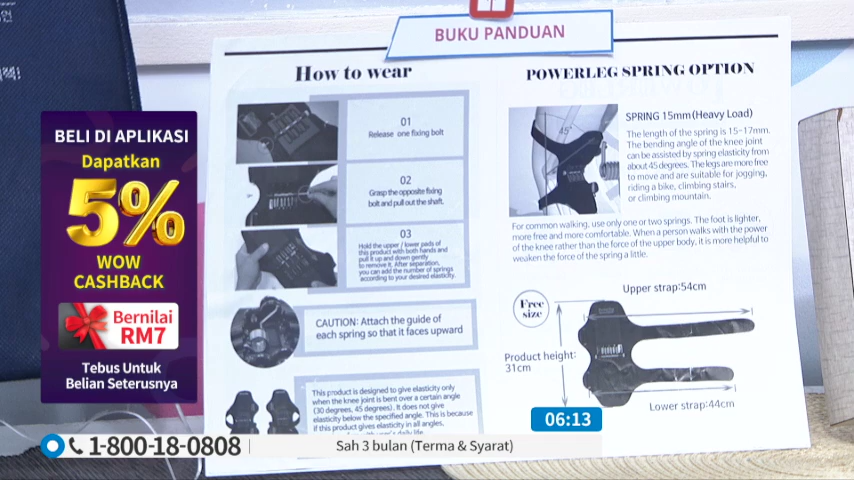 BUKU PANDUAN
How to wear
01
Release one fixing bolt
02
Grasp the opposite fixing
bolt and pull out the shaft.
03
Hold the upper / lower pads of
this product with both hands and
pull it up and down gently
to remove it. After separation,
you can add the number of springs
according to your desired elasticity.
CAUTION: Attach the guide of
each spring so that it faces upward
This product is designed to give elasticity only
when the knee joint is bent over a certain angle
(30 degrees, 45 degrees). It does not give
elasticity below the specified angle. This is because
if this product gives elasticity in all angles,
POWERLEG SPRING OPTION
45°
SPRING 15mm (Heavy Load)
The length of the spring is 15-17mm.
The bending angle of the knee joint
can be assisted by spring elasticity from
about 45 degrees. The legs are more free
to move and are suitable for jogging,
riding a bike, climbing stairs,
or climbing mountain.
For common walking, use only one or two springs. The foot is lighter,
more free and more comfortable. When a person walks with the power
of the knee rather than the force of the upper body, it is more helpful to
weaken the force of the spring a little.
Free
size
Upper strap:54cm
Product height:
31cm
Lower strap:44cm
BELI DI APLIKASI
Dapatkan
5%
WOW
CASHBACK
Bernilai
RM7
Tebus Untuk
Belian Seterusnya
06:13
1-800-18-0808
Sah 3 bulan (Terma & Syarat)